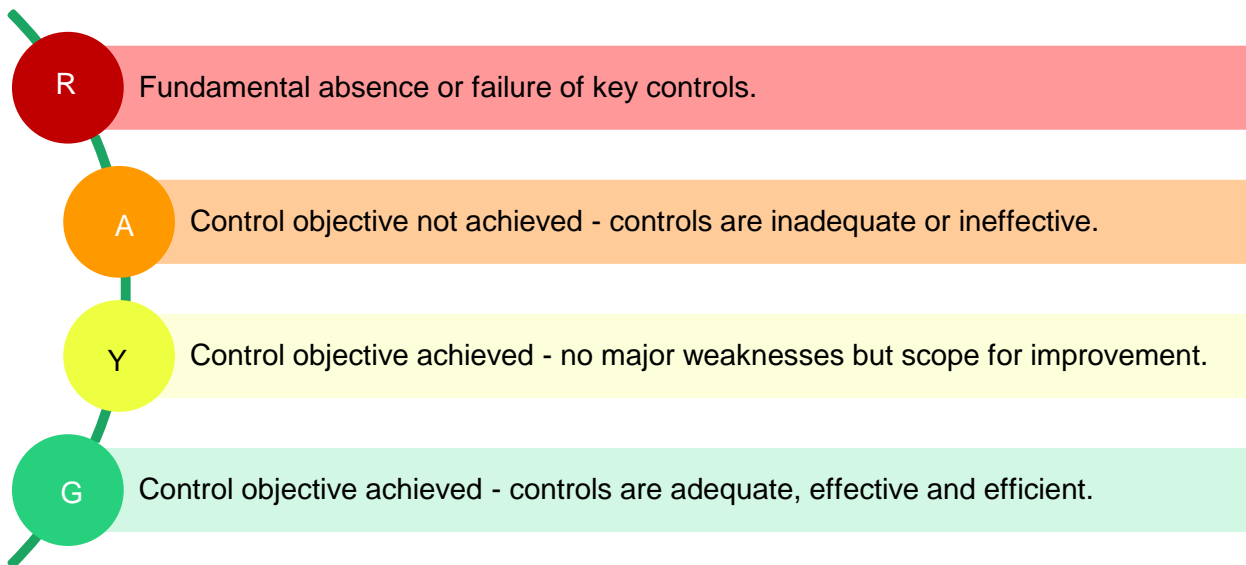 R
Fundamental absence or failure of key controls.
A
Control objective not achieved - controls are inadequate or ineffective.
Y
Control objective achieved - no major weaknesses but scope for improvement.
G
Control objective achieved - controls are adequate, effective and efficient.